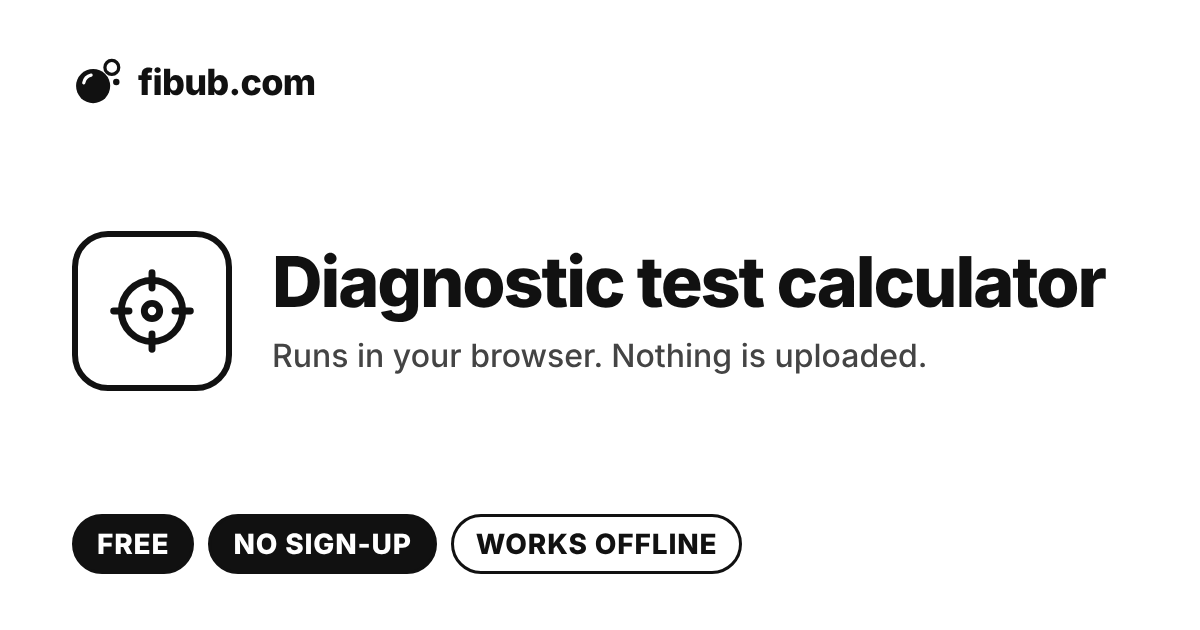 fibub.com
Diagnostic test calculator
Runs in your browser. Nothing is uploaded.
FREE NO SIGN-UP WORKS OFFLINE